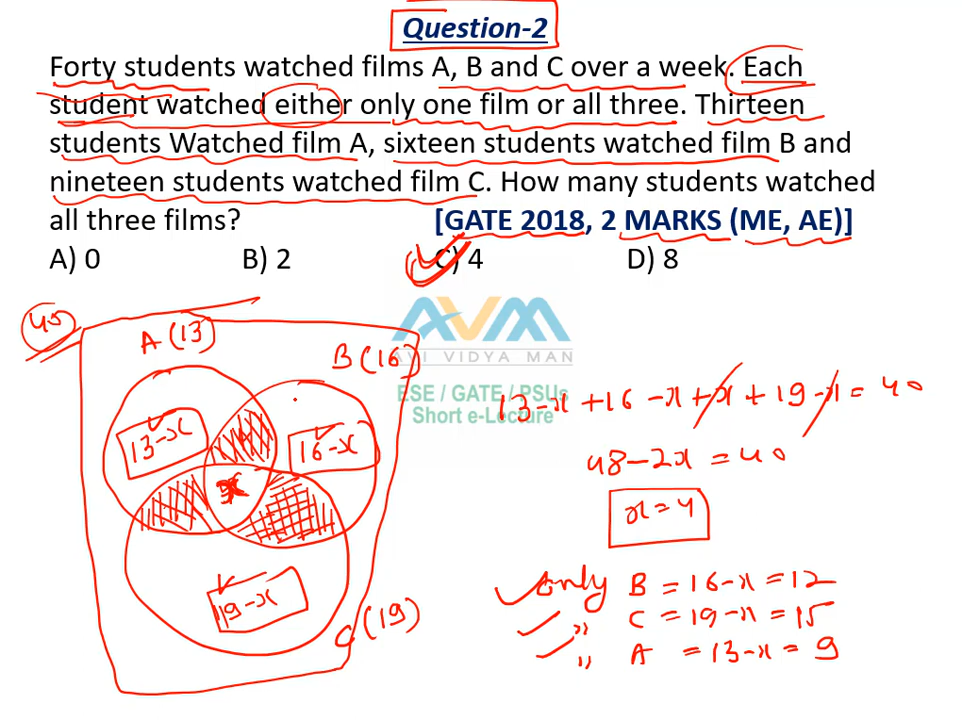 Question-2
Forty students watched films A, B and C over a week. Each
student watched either only one film or all three. Thirteen
students Watched film A, sixteen students watched film B and
nineteen students watched film C. How many students watched
all three films? [GATE 2018, 2 MARKS (ME, AE)]
A) 0 B) 2 C) 4 D) 8
40
A (13)
B (16)
AVM
AVI VIDYA MAN
ESE / GATE / PSUs
Short e-Lecture
13-x + 16 -x + x + 19 -x = 40
13-x
16-x
x
48-2x = 40
x = 4
19-x
C (19)
Only B = 16-x = 12
" C = 19-x = 15
" A = 13-x = 9